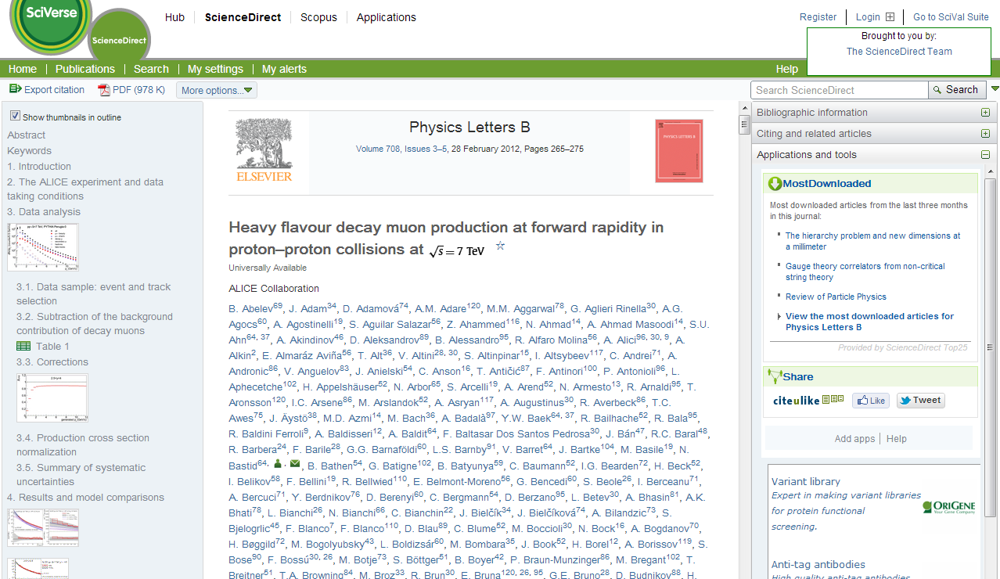 SciVerse
ScienceDirect
Hub
ScienceDirect
Scopus
Applications
Register
Login
Go to SciVal Suite
Brought to you by:
The ScienceDirect Team
Home
Publications
Search
My settings
My alerts
Help
Export citation
PDF (978 K)
More options...
Search ScienceDirect
Search
Show thumbnails in outline
Abstract
Keywords
1. Introduction
2. The ALICE experiment and data
taking conditions
3. Data analysis
3.1. Data sample: event and track
selection
3.2. Subtraction of the background
contribution of decay muons
Table 1
3.3. Corrections
3.4. Production cross section
normalization
3.5. Summary of systematic
uncertainties
4. Results and model comparisons
ELSEVIER
Physics Letters B
Volume 708, Issues 3–5, 28 February 2012, Pages 265–275
PHYSICS LETTERS B
Heavy flavour decay muon production at forward rapidity in
proton–proton collisions at √s = 7 TeV ☆
Universally Available
ALICE Collaboration
B. Abelev69, J. Adam34, D. Adamová74, A.M. Adare120, M.M. Aggarwal78, G. Aglieri Rinella30, A.G.
Agocs60, A. Agostinelli19, S. Aguilar Salazar56, Z. Ahammed116, N. Ahmad14, A. Ahmad Masoodi14, S.U.
Ahn64, 37, A. Akindinov46, D. Aleksandrov89, B. Alessandro95, R. Alfaro Molina56, A. Alici96, 30, 9, A.
Alkin2, E. Almaráz Aviña56, T. Alt36, V. Altini28, 30, S. Altinpinar15, I. Altsybeev117, C. Andrei71, A.
Andronic86, V. Anguelov83, J. Anielski54, C. Anson16, T. Antičić87, F. Antinori100, P. Antonioli96, L.
Aphecetche102, H. Appelshäuser52, N. Arbor65, S. Arcelli19, A. Arend52, N. Armesto13, R. Arnaldi95, T.
Aronsson120, I.C. Arsene86, M. Arslandok52, A. Asryan117, A. Augustinus30, R. Averbeck86, T.C.
Awes75, J. Äystö38, M.D. Azmi14, M. Bach36, A. Badalà97, Y.W. Baek64, 37, R. Bailhache52, R. Bala95,
R. Baldini Ferroli9, A. Baldisseri12, A. Baldit64, F. Baltasar Dos Santos Pedrosa30, J. Bán47, R.C. Baral48,
R. Barbera24, F. Barile28, G.G. Barnaföldi60, L.S. Barnby91, V. Barret64, J. Bartke104, M. Basile19, N.
Bastid64, , , B. Bathen54, G. Batigne102, B. Batyunya59, C. Baumann52, I.G. Bearden72, H. Beck52,
I. Belikov58, F. Bellini19, R. Bellwied110, E. Belmont-Moreno56, G. Bencedi60, S. Beole26, I. Berceanu71,
A. Bercuci71, Y. Berdnikov76, D. Berenyi60, C. Bergmann54, D. Berzano95, L. Betev30, A. Bhasin81, A.K.
Bhati78, L. Bianchi26, N. Bianchi66, C. Bianchin22, J. Bielčík34, J. Bielčíková74, A. Bilandzic73, S.
Bjelogrlic45, F. Blanco7, F. Blanco110, D. Blau89, C. Blume52, M. Boccioli30, N. Bock16, A. Bogdanov70,
H. Bøggild72, M. Bogolyubsky43, L. Boldizsár60, M. Bombara35, J. Book52, H. Borel12, A. Borissov119, S.
Bose90, F. Bossú30, 26, M. Botje73, S. Böttger51, B. Boyer42, P. Braun-Munzinger86, M. Bregant102, T.
Breitner51, T.A. Browning84, M. Broz33, R. Brun30, E. Bruna120, 26, 95, G.E. Bruno28, D. Budnikov88, H.
Bibliographic information
Citing and related articles
Applications and tools
MostDownloaded
Most downloaded articles from the last three months
in this journal:
The hierarchy problem and new dimensions at
a millimeter
Gauge theory correlators from non-critical
string theory
Review of Particle Physics
View the most downloaded articles for
Physics Letters B
Provided by ScienceDirect Top25
Share
citeulike
Like
Tweet
Add apps
Help
Variant library
Expert in making variant libraries
for protein functional
screening.
ORIGENE
Your Gene Company
Anti-tag antibodies
High quality anti-tag antibodies